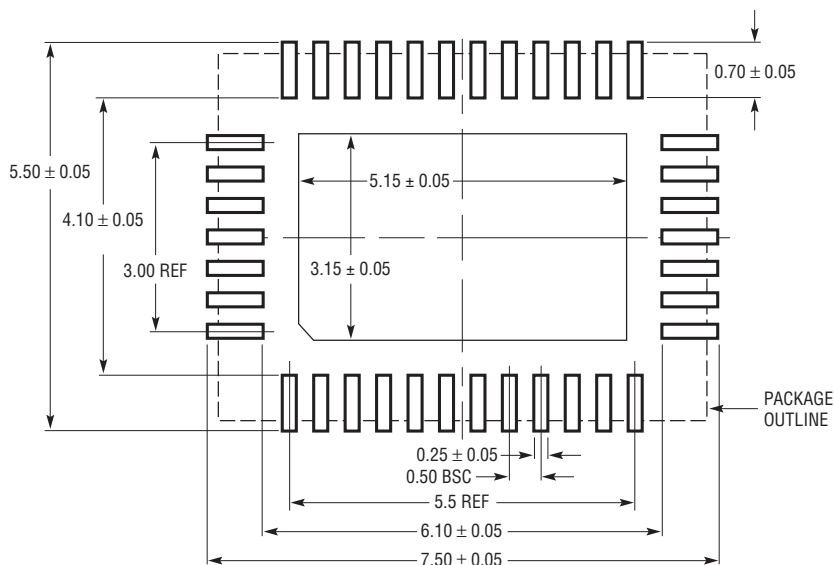 0.70 ± 0.05
5.50 ± 0.05
5.15 ± 0.05
4.10 ± 0.05
3.00 REF
3.15 ± 0.05
PACKAGE
OUTLINE
0.25 ± 0.05
0.50 BSC
5.5 REF
6.10 ± 0.05
7.50 ± 0.05